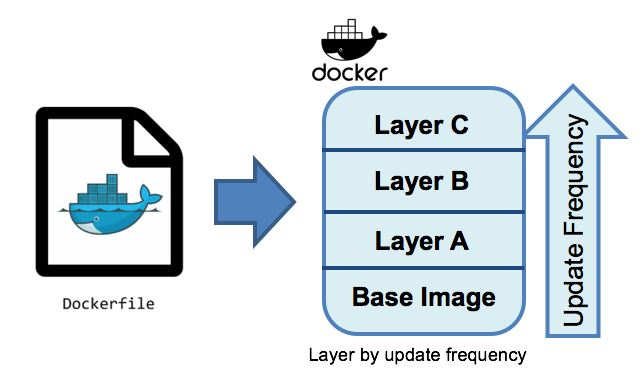 docker
Layer C
Layer B
Layer A
Base Image
Update Frequency
Dockerfile
Layer by update frequency